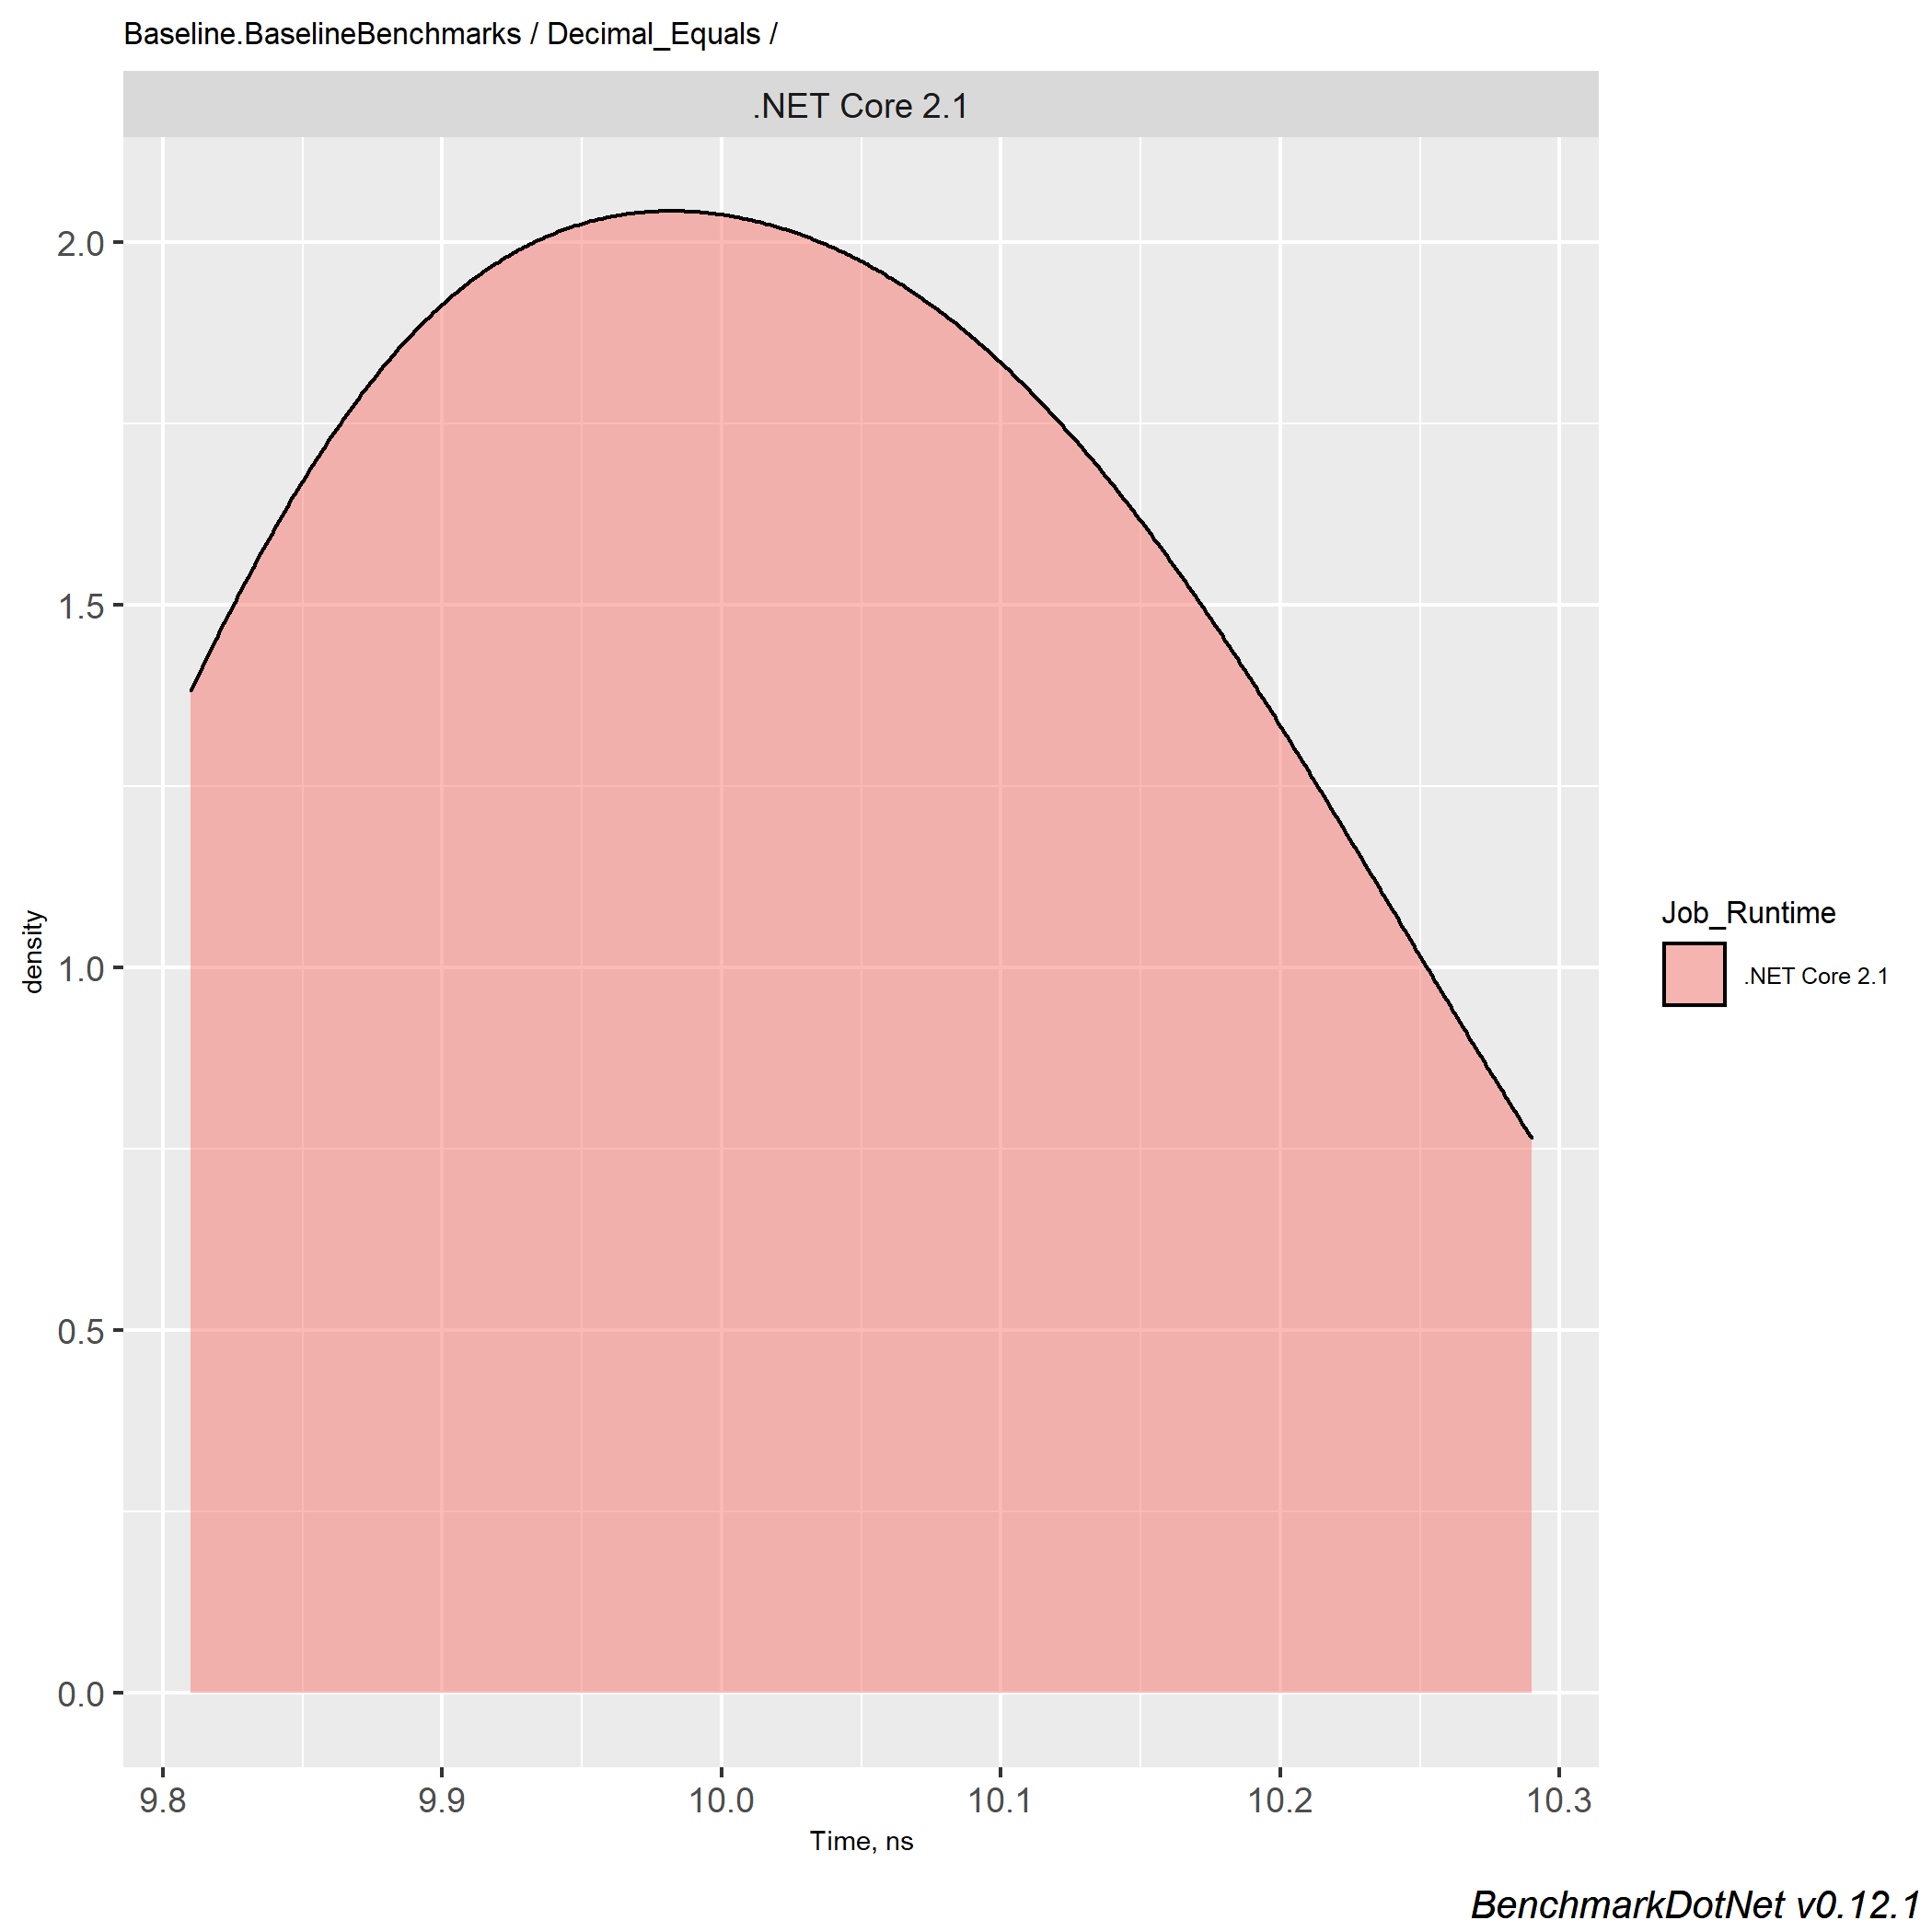 Baseline.BaselineBenchmarks / Decimal_Equals /
.NET Core 2.1
2.0
1.5
1.0
0.5
0.0
density
9.8 9.9 10.0 10.1 10.2 10.3
Time, ns
Job_Runtime
.NET Core 2.1
BenchmarkDotNet v0.12.1